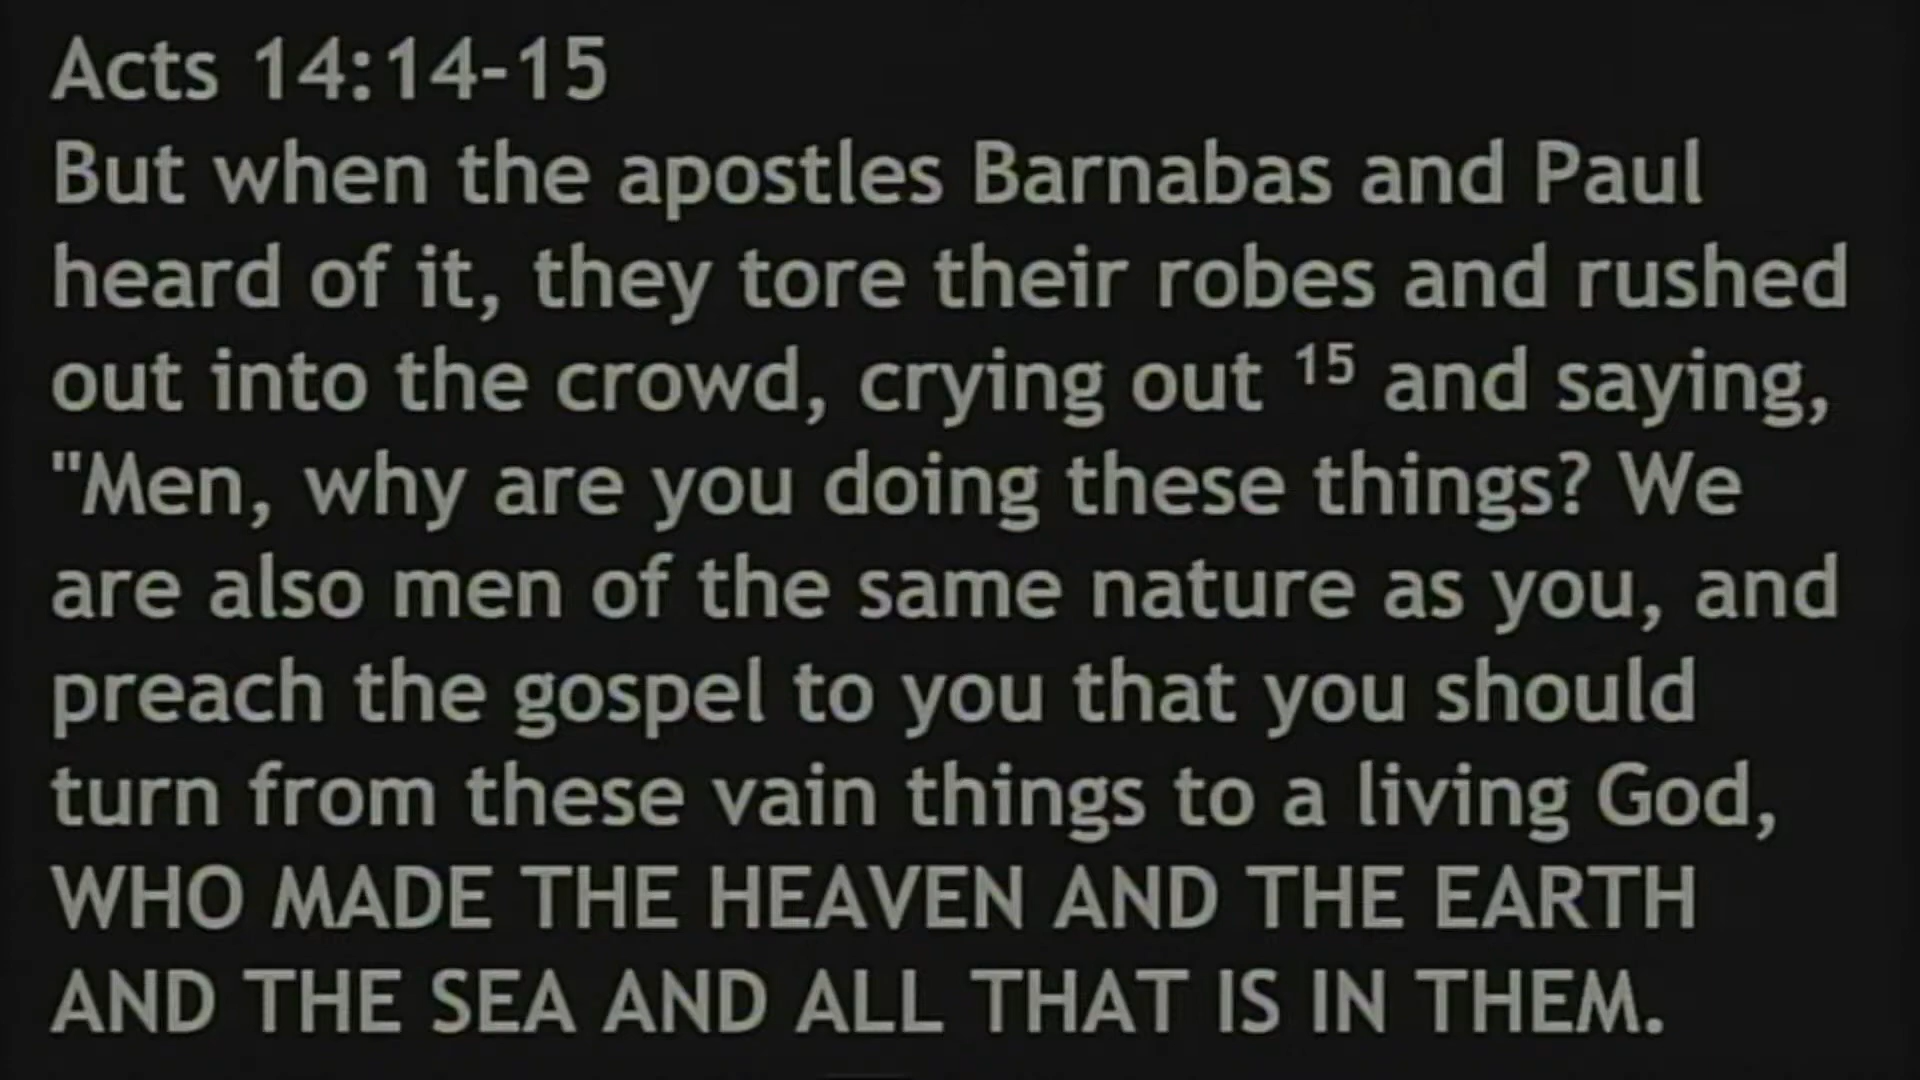 Acts 14:14-15
But when the apostles Barnabas and Paul
heard of it, they tore their robes and rushed
out into the crowd, crying out 15 and saying,
"Men, why are you doing these things? We
are also men of the same nature as you, and
preach the gospel to you that you should
turn from these vain things to a living God,
WHO MADE THE HEAVEN AND THE EARTH
AND THE SEA AND ALL THAT IS IN THEM.